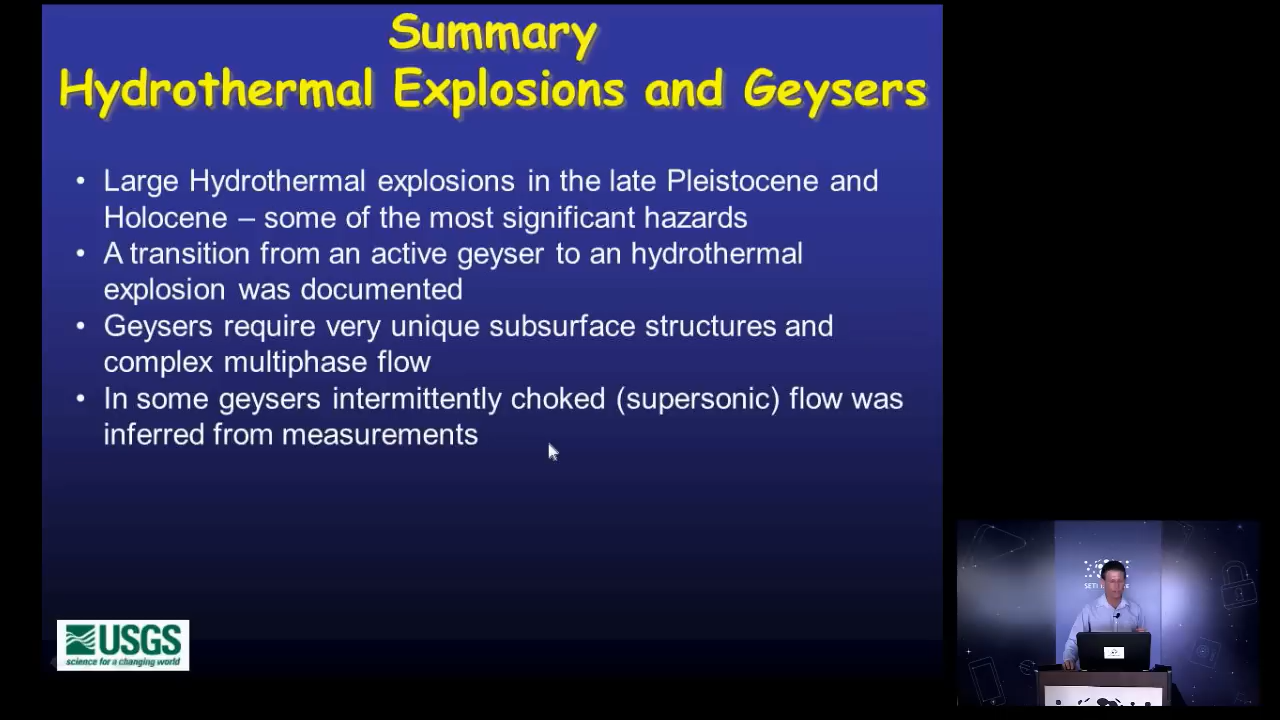 Summary
Hydrothermal Explosions and Geysers
• Large Hydrothermal explosions in the late Pleistocene and
Holocene – some of the most significant hazards
• A transition from an active geyser to an hydrothermal
explosion was documented
• Geysers require very unique subsurface structures and
complex multiphase flow
• In some geysers intermittently choked (supersonic) flow was
inferred from measurements
USGS
science for a changing world